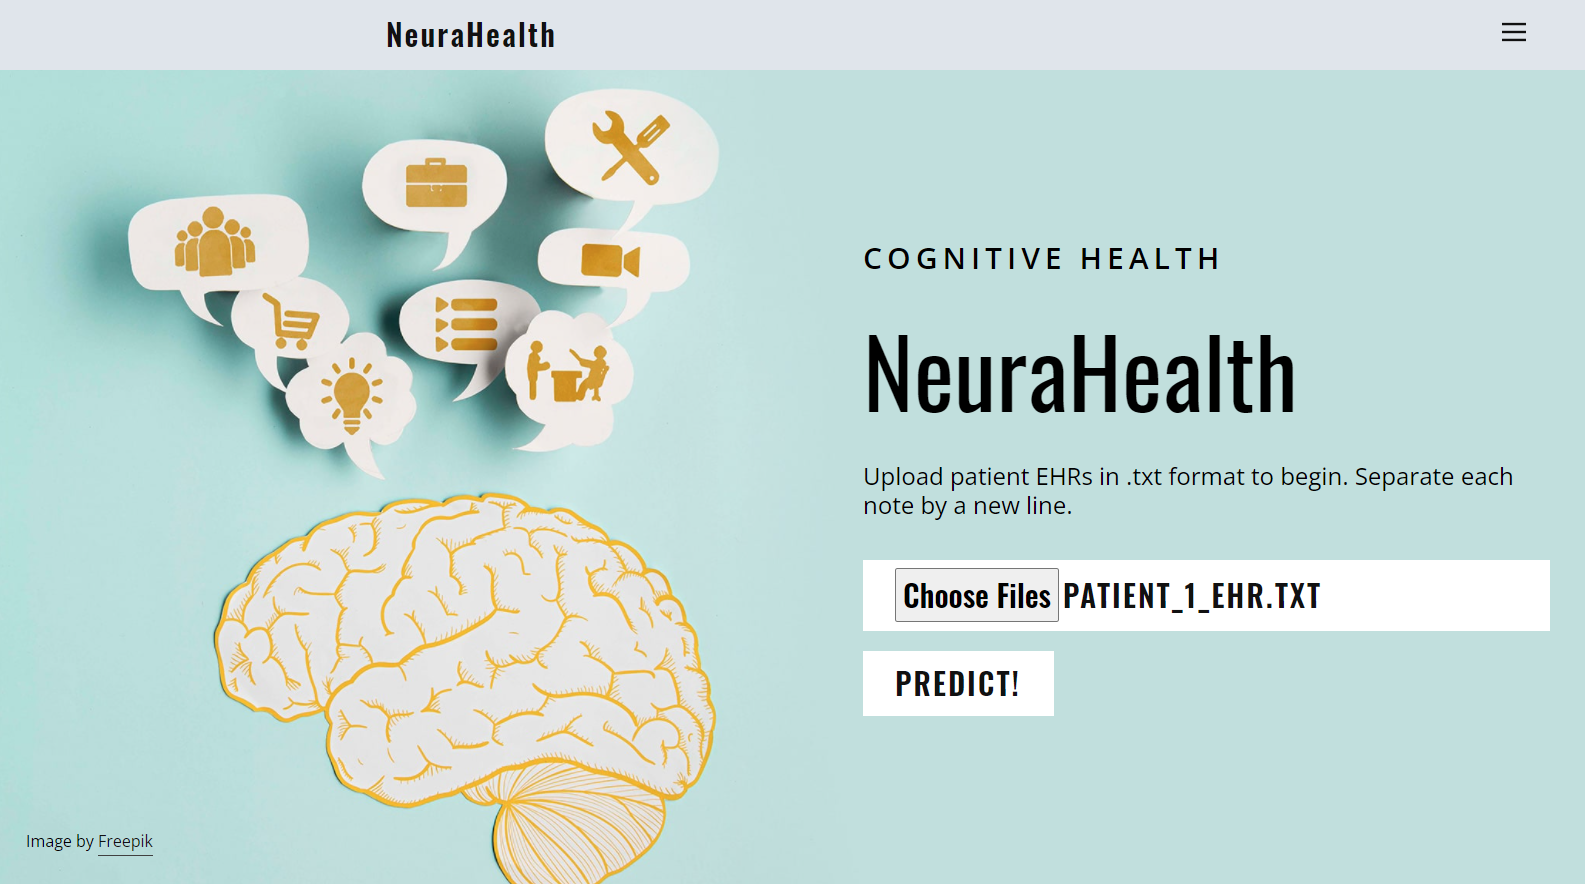 NeuraHealth
COGNITIVE HEALTH
NeuraHealth
Upload patient EHRs in .txt format to begin. Separate each
note by a new line.
Choose Files PATIENT_1_EHR.TXT
PREDICT!
Image by Freepik